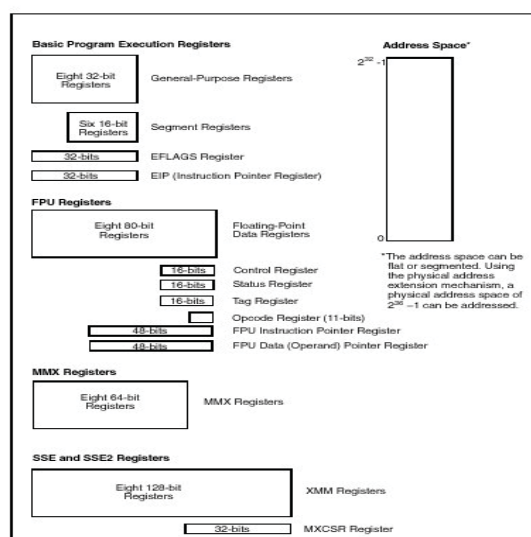 Basic Program Execution Registers
Address Space*
2³² -1
Eight 32-bit
Registers
General-Purpose Registers
Six 16-bit
Registers
Segment Registers
32-bits
EFLAGS Register
32-bits
EIP (Instruction Pointer Register)
FPU Registers
Eight 80-bit
Registers
Floating-Point
Data Registers
0
*The address space can be
flat or segmented. Using
the physical address
extension mechanism, a
physical address space of
2³⁶ -1 can be addressed.
16-bits
Control Register
16-bits
Status Register
16-bits
Tag Register
Opcode Register (11-bits)
48-bits
FPU Instruction Pointer Register
48-bits
FPU Data (Operand) Pointer Register
MMX Registers
Eight 64-bit
Registers
MMX Registers
SSE and SSE2 Registers
Eight 128-bit
Registers
XMM Registers
32-bits
MXCSR Register